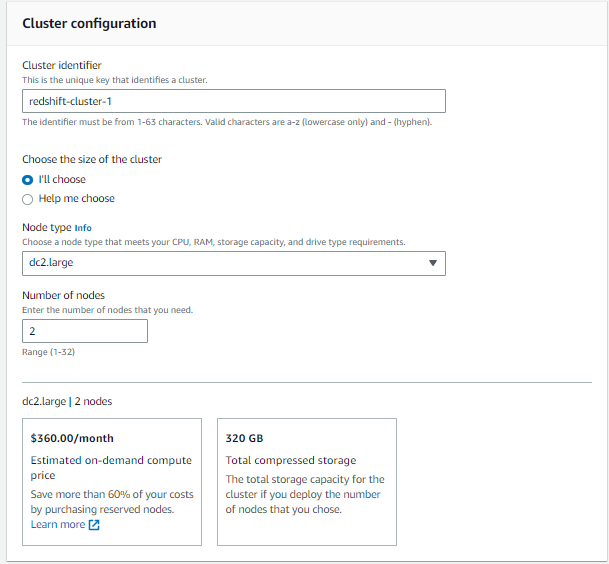 Cluster configuration
Cluster identifier
This is the unique key that identifies a cluster.
redshift-cluster-1
The identifier must be from 1-63 characters. Valid characters are a-z (lowercase only) and - (hyphen).
Choose the size of the cluster
I'll choose
Help me choose
Node type Info
Choose a node type that meets your CPU, RAM, storage capacity, and drive type requirements.
dc2.large
Number of nodes
Enter the number of nodes that you need.
2
Range (1-32)
dc2.large | 2 nodes
$360.00/month
Estimated on-demand compute
price
Save more than 60% of your costs
by purchasing reserved nodes.
Learn more
320 GB
Total compressed storage
The total storage capacity for the
cluster if you deploy the number
of nodes that you chose.